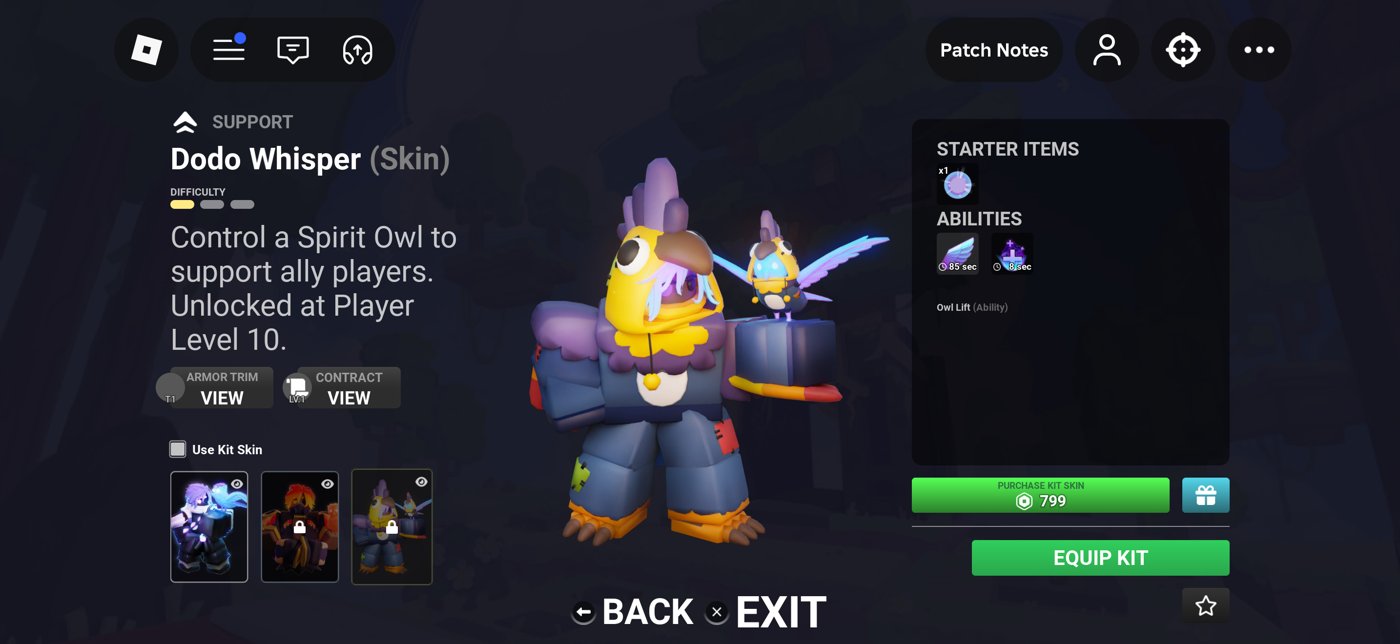 Patch Notes
SUPPORT
Dodo Whisper (Skin)
DIFFICULTY
Control a Spirit Owl to
support ally players.
Unlocked at Player
Level 10.
ARMOR TRIM
VIEW
T1
CONTRACT
VIEW
LV.1
Use Kit Skin
STARTER ITEMS
x1
ABILITIES
85 sec
8 sec
Owl Lift (Ability)
PURCHASE KIT SKIN
799
EQUIP KIT
BACK
EXIT